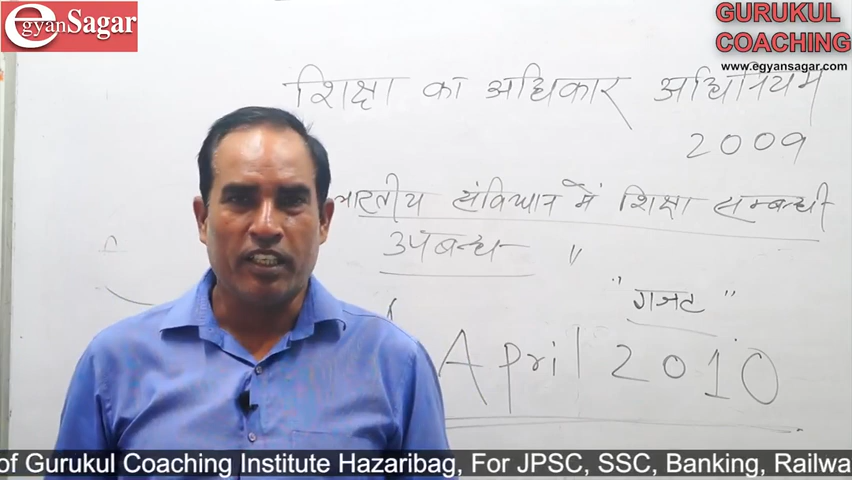 egyanSagar
GURUKUL
COACHING
www.egyansagar.com
शिक्षा का अधिकार अधिनियम
2009
भारतीय संविधान में शिक्षा सम्बन्धी
उपबन्ध "
"गजट"
April 2010
of Gurukul Coaching Institute Hazaribag, For JPSC, SSC, Banking, Railwa